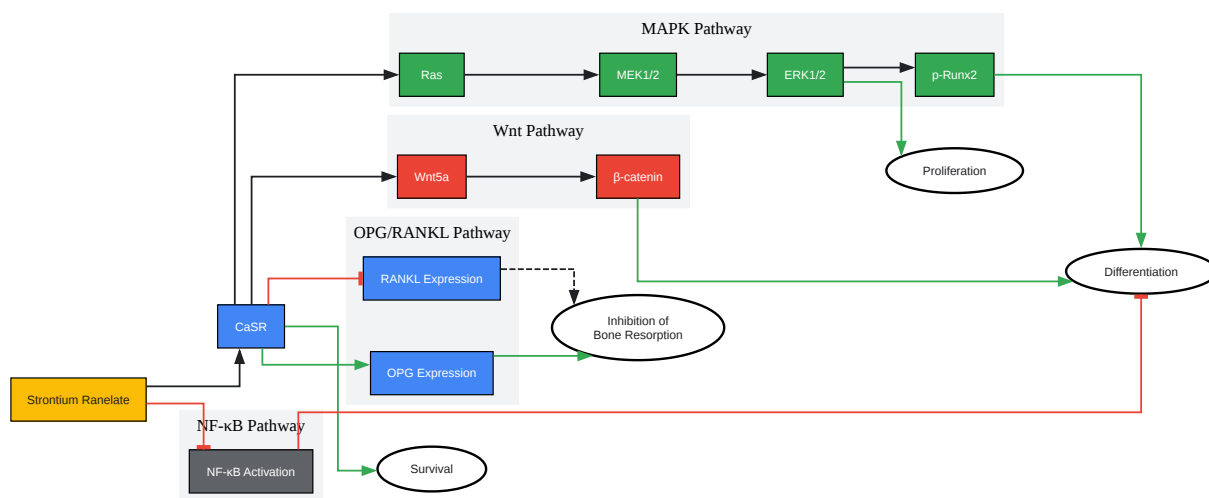 MAPK Pathway
Ras
MEK1/2
ERK1/2
p-Runx2
Wnt Pathway
Wnt5a
β-catenin
Proliferation
OPG/RANKL Pathway
RANKL Expression
Differentiation
CaSR
Inhibition of
Bone Resorption
OPG Expression
Strontium Ranelate
NF-κB Pathway
NF-κB Activation
Survival